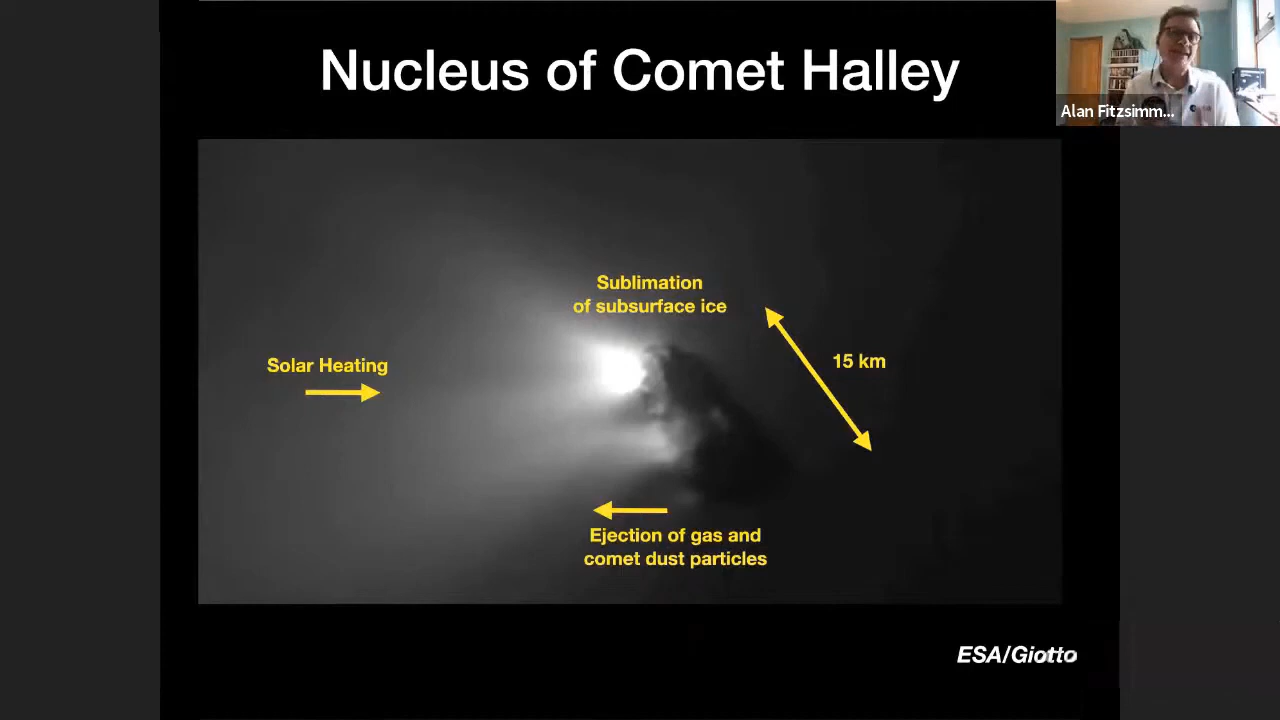 Nucleus of Comet Halley
Alan Fitzsimm...
Sublimation
of subsurface ice
Solar Heating
15 km
Ejection of gas and
comet dust particles
ESA/Giotto